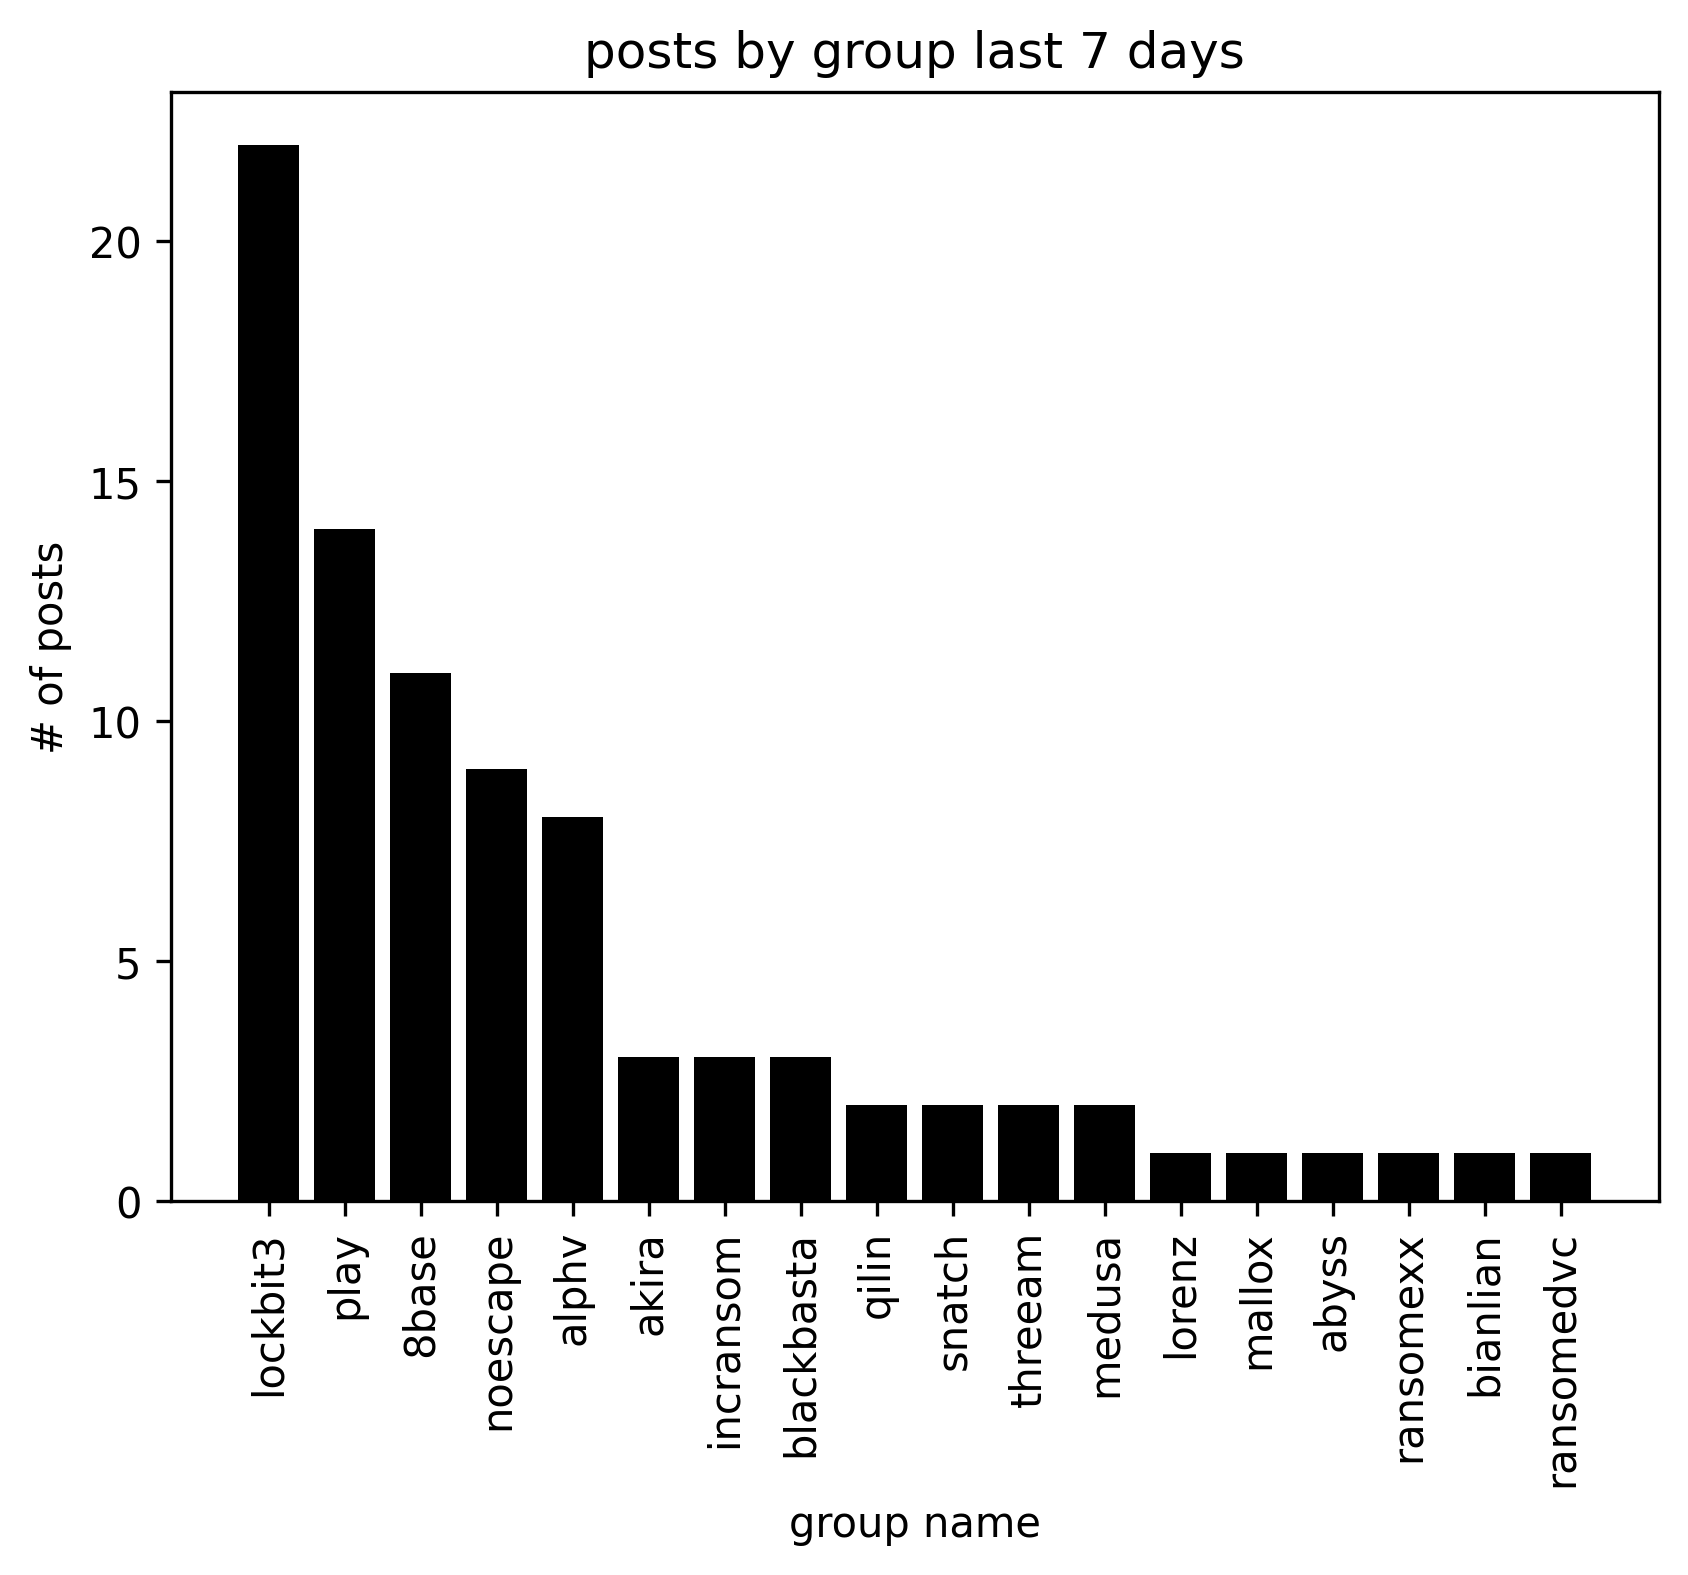 posts by group last 7 days
# of posts
20
15
10
5
0
lockbit3
play
8base
noescape
alphv
akira
incransom
blackbasta
qilin
snatch
threeam
medusa
lorenz
mallox
abyss
ransomexx
bianlian
ransomedvc
group name